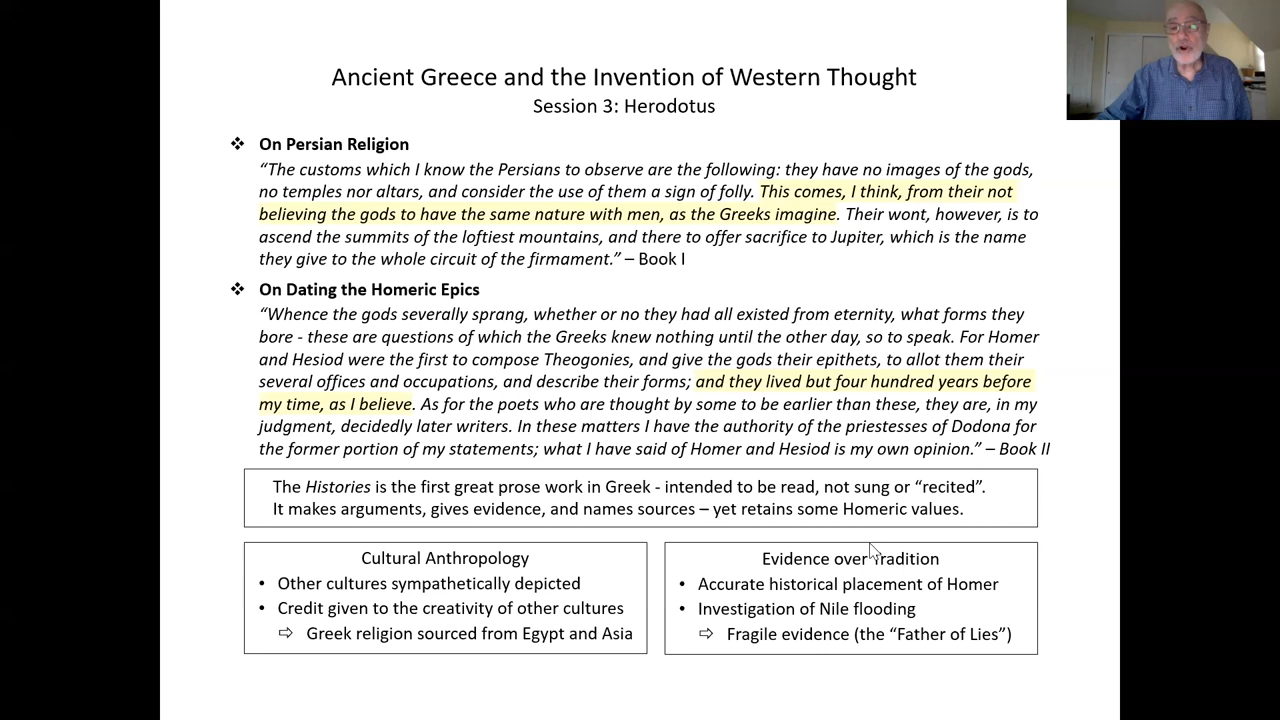 Ancient Greece and the Invention of Western Thought
Session 3: Herodotus
❖ On Persian Religion
“The customs which I know the Persians to observe are the following: they have no images of the gods,
no temples nor altars, and consider the use of them a sign of folly. This comes, I think, from their not
believing the gods to have the same nature with men, as the Greeks imagine. Their wont, however, is to
ascend the summits of the loftiest mountains, and there to offer sacrifice to Jupiter, which is the name
they give to the whole circuit of the firmament.” – Book I
❖ On Dating the Homeric Epics
“Whence the gods severally sprang, whether or no they had all existed from eternity, what forms they
bore - these are questions of which the Greeks knew nothing until the other day, so to speak. For Homer
and Hesiod were the first to compose Theogonies, and give the gods their epithets, to allot them their
several offices and occupations, and describe their forms; and they lived but four hundred years before
my time, as I believe. As for the poets who are thought by some to be earlier than these, they are, in my
judgment, decidedly later writers. In these matters I have the authority of the priestesses of Dodona for
the former portion of my statements; what I have said of Homer and Hesiod is my own opinion.” – Book II
The Histories is the first great prose work in Greek - intended to be read, not sung or “recited”.
It makes arguments, gives evidence, and names sources – yet retains some Homeric values.
Cultural Anthropology
• Other cultures sympathetically depicted
• Credit given to the creativity of other cultures
⇨ Greek religion sourced from Egypt and Asia
Evidence over Tradition
• Accurate historical placement of Homer
• Investigation of Nile flooding
⇨ Fragile evidence (the “Father of Lies”)